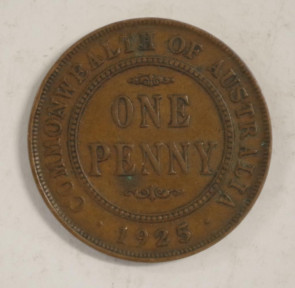 COMMONWEALTH OF AUSTRALIA
ONE
PENNY
1925